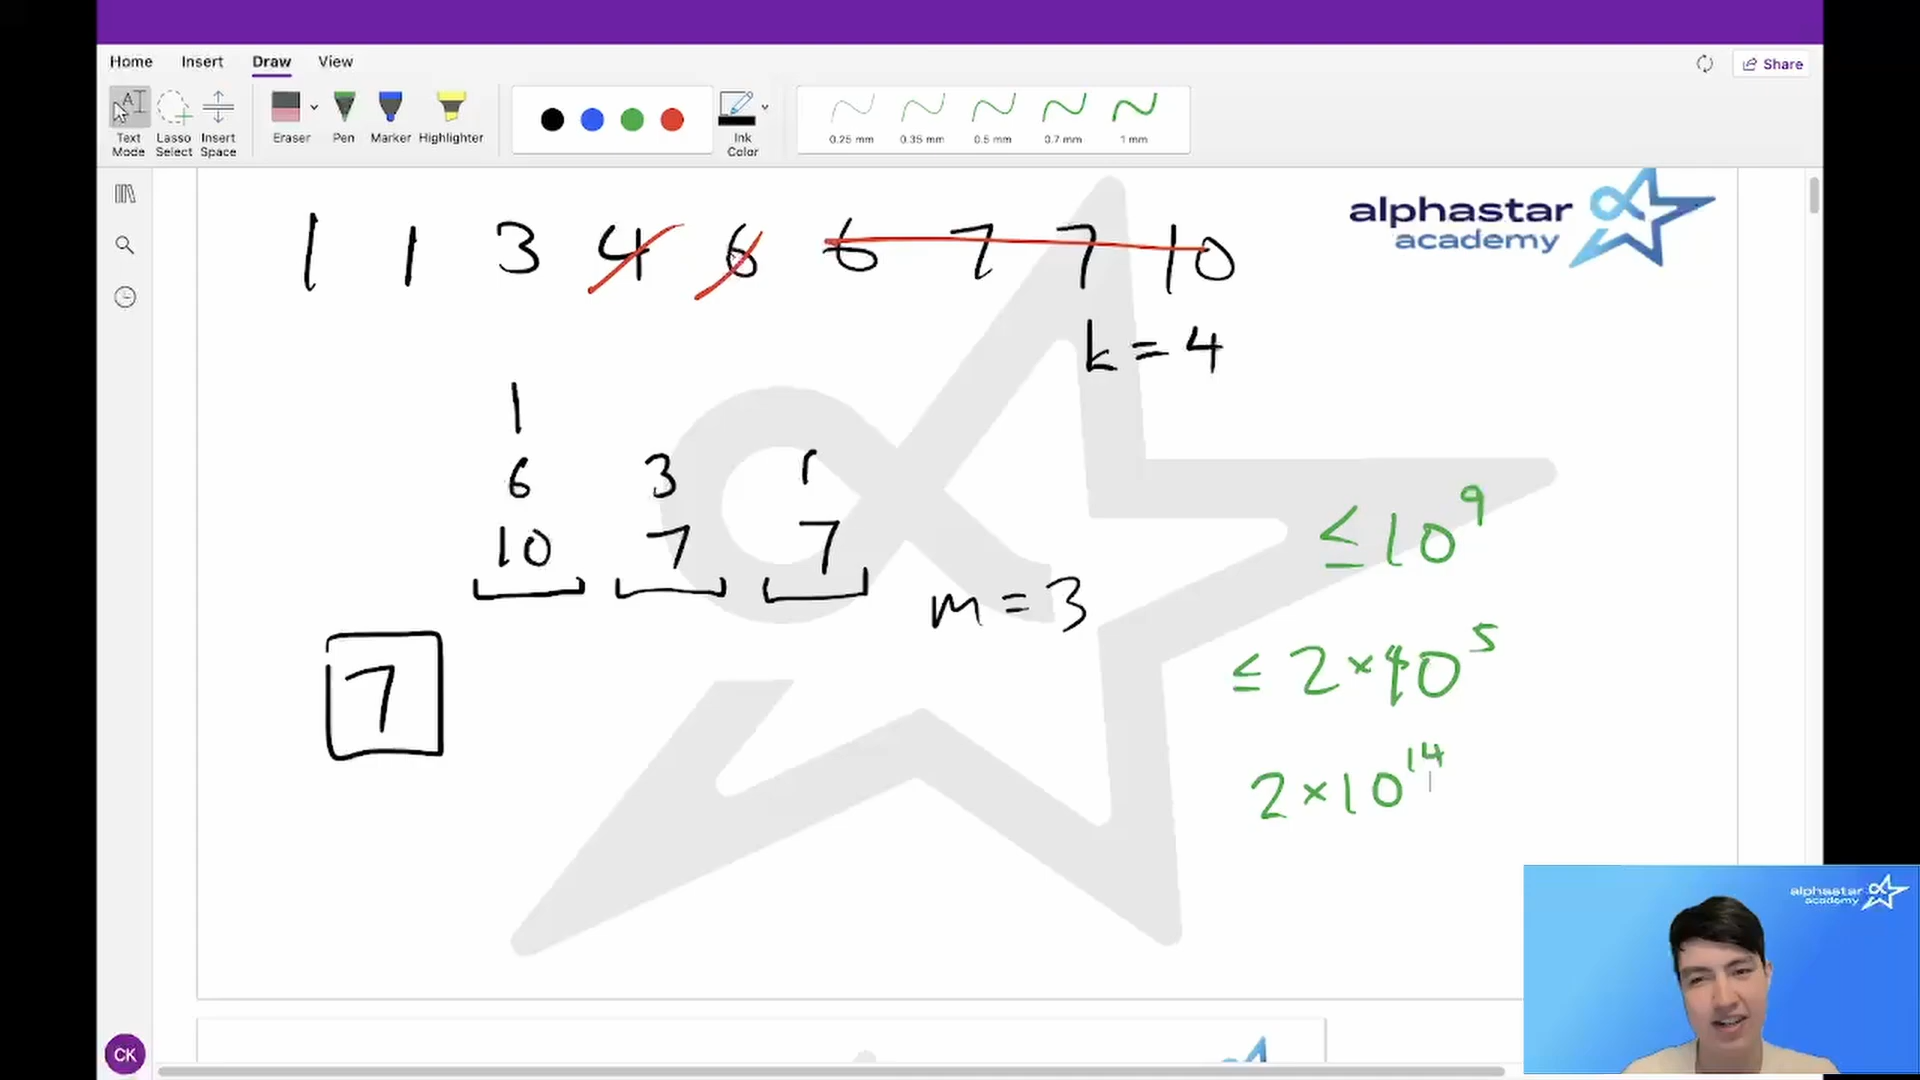 Home Insert Draw View
Share
Text Mode
Lasso Select
Insert Space
Eraser
Pen
Marker
Highlighter
Ink Color
0.25 mm
0.35 mm
0.5 mm
0.7 mm
1 mm
alphastar
academy
1 1 3 4 6 6 7 7 10
k = 4
1
6 3 1
10 7 7
m = 3
7
≤ 10^9
≤ 2 × 10^5
2 × 10^14
alphastar
academy
CK